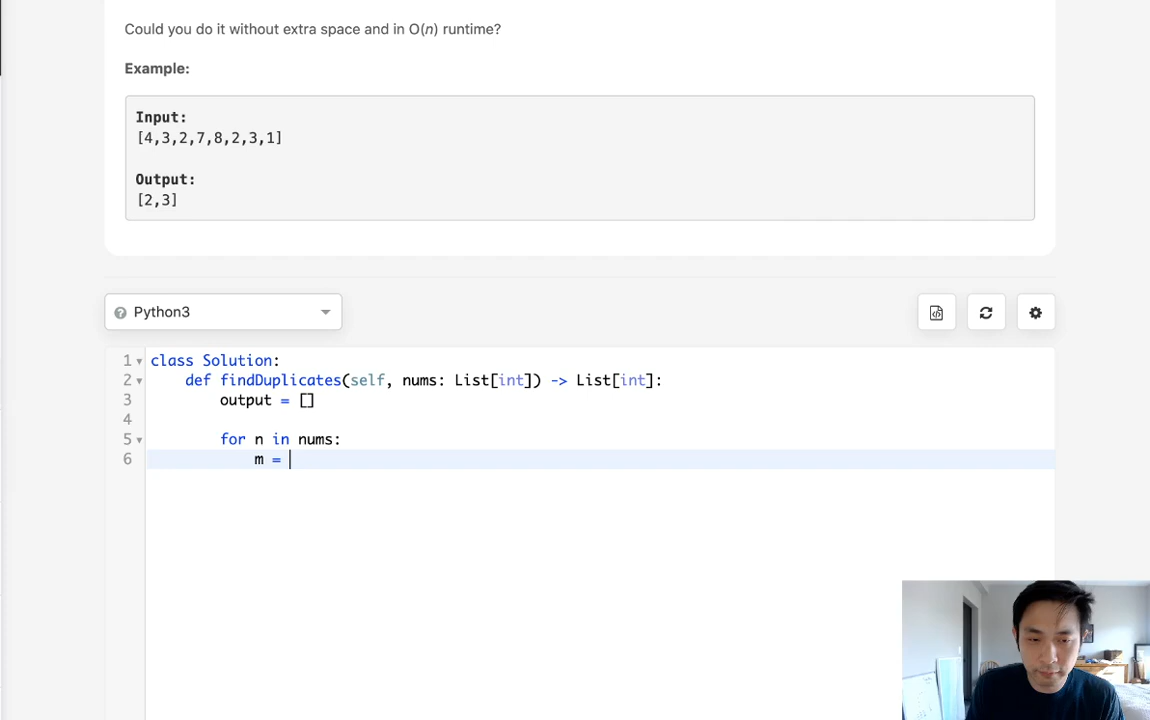 Could you do it without extra space and in O(n) runtime?
Example:
Input:
[4,3,2,7,8,2,3,1]
Output:
[2,3]
Python3
1 class Solution:
2 def findDuplicates(self, nums: List[int]) -> List[int]:
3 output = []
4
5 for n in nums:
6 m =